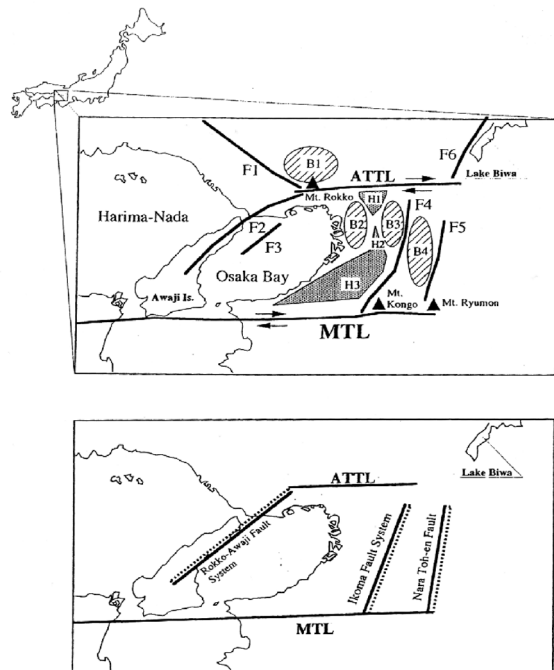 F1
B1
F6
ATTL
Lake Biwa
Mt. Rokko
Harima-Nada
F2
F3
Osaka Bay
B2
H1
B3
F4
H2
B4
F5
H3
Awaji Is.
Mt.
Kongo
Mt. Ryumon
MTL
Lake Biwa
ATTL
Rokko-Awaji Fault
System
Ikoma Fault System
Nara Toh-en Fault
MTL